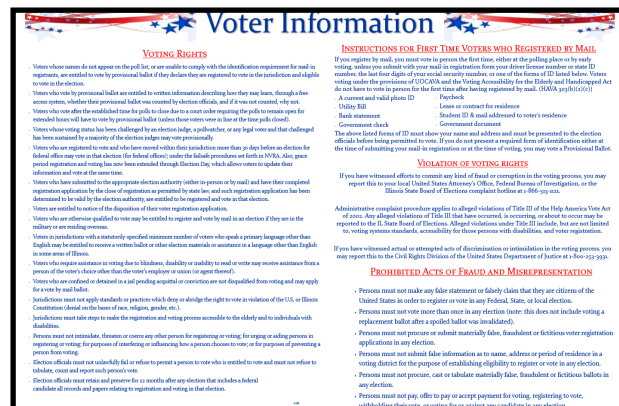 Voter Information
VOTING RIGHTS
Voters whose names do not appear on the poll list, or are unable to comply with the identification requirement for mail-in
registrants, are entitled to vote by provisional ballot if they declare they are registered to vote in the jurisdiction and eligible
to vote in the election.
Voters who vote by provisional ballot are entitled to written information describing how they may learn, through a free
access system, whether their provisional ballot was counted by election officials, and if it was not counted, why not.
Voters who vote after the established time for polls to close due to a court order requiring the polls to remain open for
extended hours will have to vote by provisional ballot (unless those voters were in line at the time polls closed).
Voters whose voting status has been challenged by an election judge, a pollwatcher, or any legal voter and that challenged
has been sustained by a majority of the election judges may vote provisionally.
Voters who are registered to vote and who have moved within their jurisdiction more than 30 days before an election for
federal office may vote in that election (for federal offices); under the failsafe procedures set forth in NVRA. Also, grace
period registration and voting has now been extended through Election Day, which allows voters to update their
information and vote at the same time.
Voters who have submitted to the appropriate election authority (either in-person or by mail) and have their completed
registration application by the close of registration as permitted by state law, and such registration application has been
determined to be valid by the election authority, are entitled to be registered and vote in that election.
Voters are entitled to notice of the disposition of their voter registration application.
Voters who are otherwise qualified to vote may be entitled to register and vote by mail in an election if they are in the
military or are residing overseas.
Voters in jurisdictions with a statutorily-specified minimum number of voters who speak a primary language other than
English may be entitled to receive a written ballot or other election materials or assistance in a language other than English
in some areas of Illinois.
Voters who require assistance in voting due to blindness, disability or inability to read or write may receive assistance from a
person of the voter's choice other than the voter's employer or union (or agent thereof).
Voters who are confined or detained in a jail pending acquittal or conviction are not disqualified from voting and may apply
for a vote by mail ballot.
Jurisdictions must not apply standards or practices which deny or abridge the right to vote in violation of the U.S. or Illinois
Constitution (denial on the bases of race, religion, gender, etc.).
Jurisdictions must take steps to make the registration and voting process accessible to the elderly and to individuals with
disabilities.
Persons must not intimidate, threaten or coerce any other person for registering or voting; for urging or aiding persons in
registering or voting; for purposes of interfering or influencing how a person chooses to vote; or for purposes of preventing a
person from voting.
Election officials must not unlawfully fail or refuse to permit a person to vote who is entitled to vote and must not refuse to
tabulate, count and report such person's vote.
Election officials must retain and preserve for 22 months after any election that includes a federal
candidate all records and papers relating to registration and voting in that election.
INSTRUCTIONS FOR FIRST TIME VOTERS WHO REGISTERED BY MAIL
If you register by mail, you must vote in person the first time, either at the polling place or by early
voting, unless you submit with your mail-in registration form your driver license number or state ID
number, the last four digits of your social security number, or one of the forms of ID listed below. Voters
voting under the provisions of UOCAVA and the Voting Accessibility for the Elderly and Handicapped Act
do not have to vote in person for the first time after having registered by mail. (HAVA 303(b)(2)(c))
A current and valid photo ID Paycheck
Utility Bill Lease or contract for residence
Bank statement Student ID & mail addressed to voter's residence
Government check Government document
The above listed forms of ID must show your name and address and must be presented to the election
officials before being permitted to vote. If you do not present a required form of identification either at
the time of submitting your mail-in registration or at the time of voting, you may vote a Provisional Ballot.
VIOLATION OF VOTING RIGHTS
If you have witnessed efforts to commit any kind of fraud or corruption in the voting process, you may
report this to your local United States Attorney's Office, Federal Bureau of Investigation, or the
Illinois State Board of Elections complaint hotline at 1-866-513-1121.
Administrative complaint procedure applies to alleged violations of Title III of the Help America Vote Act
of 2002. Any alleged violations of Title III that have occurred, is occurring, or about to occur may be
reported to the IL State Board of Elections. Alleged violations under Title III include, but are not limited
to, voting systems standards, accessibility for those persons with disabilities, and voter registration.
If you have witnessed actual or attempted acts of discrimination or intimidation in the voting process, you
may report this to the Civil Rights Division of the United States Department of Justice at 1-800-253-3931.
PROHIBITED ACTS OF FRAUD AND MISREPRESENTATION
• Persons must not make any false statement or falsely claim that they are citizens of the
United States in order to register or vote in any Federal, State, or local election.
• Persons must not vote more than once in any election (note: this does not include voting a
replacement ballot after a spoiled ballot was invalidated).
• Persons must not procure or submit materially false, fraudulent or fictitious voter registration
applications in any election.
• Persons must not submit false information as to name, address or period of residence in a
voting district for the purpose of establishing eligibility to register or vote in any election.
• Persons must not procure, cast or tabulate materially false, fraudulent or fictitious ballots in
any election.
• Persons must not pay, offer to pay or accept payment for voting, registering to vote,
withholding their vote, or voting for or against any candidate in any election.